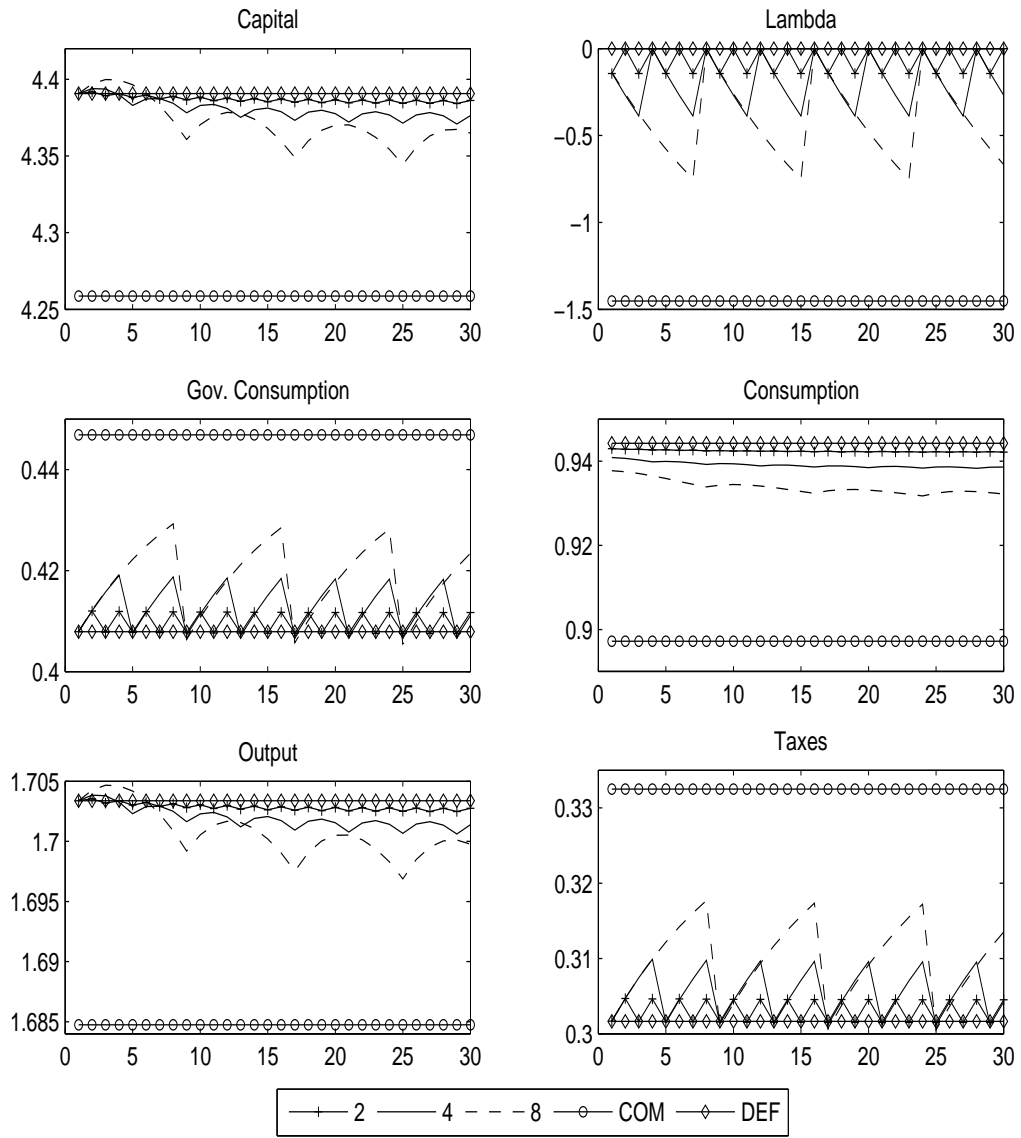 Capital
4.4
4.35
4.3
4.25
0 5 10 15 20 25 30
Lambda
0
−0.5
−1
−1.5
0 5 10 15 20 25 30
Gov. Consumption
0.44
0.42
0.4
0 5 10 15 20 25 30
Consumption
0.94
0.92
0.9
0 5 10 15 20 25 30
Output
1.705
1.7
1.695
1.69
1.685
0 5 10 15 20 25 30
Taxes
0.33
0.32
0.31
0.3
0 5 10 15 20 25 30
2 4 8 COM DEF